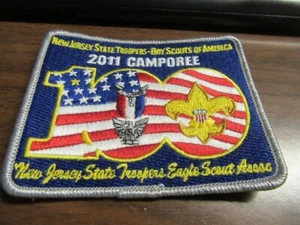 New Jersey State Troopers-Boy Scouts of America
2011 CAMPOREE
100
New Jersey State Troopers Eagle Scout Assoc